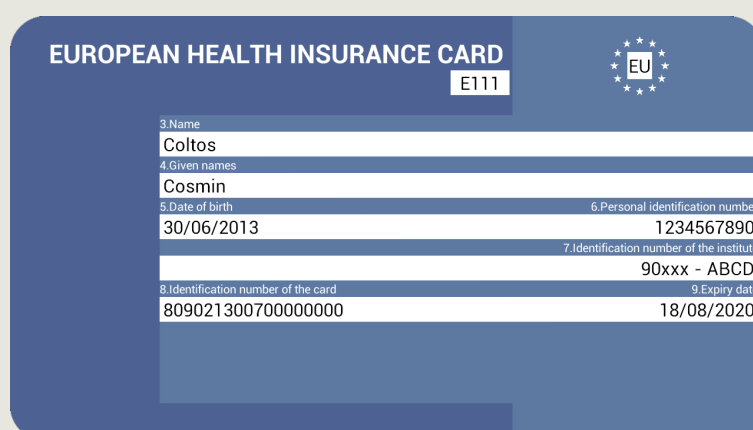 EUROPEAN HEALTH INSURANCE CARD
E111
EU
3.Name
Coltos
4.Given names
Cosmin
5.Date of birth 6.Personal identification numbe
30/06/2013 1234567890
7.Identification number of the institut
90xxx - ABCD
8.Identification number of the card 9.Expiry dat
809021300700000000 18/08/2020